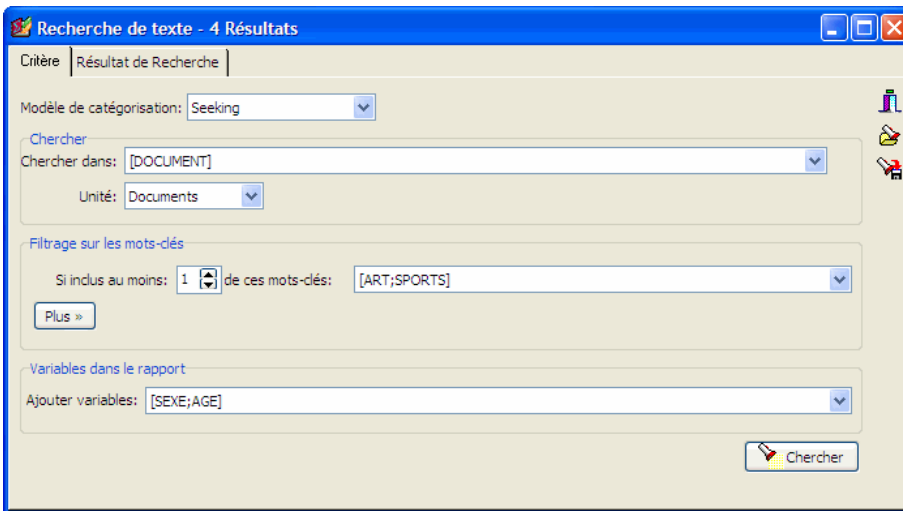 Recherche de texte - 4 Résultats
Critère Résultat de Recherche
Modèle de catégorisation: Seeking
Chercher
Chercher dans: [DOCUMENT]
Unité: Documents
Filtrage sur les mots-clés
Si inclus au moins: 1 de ces mots-clés: [ART;SPORTS]
Plus »
Variables dans le rapport
Ajouter variables: [SEXE;AGE]
Chercher